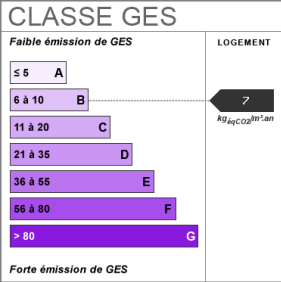 CLASSE GES
Faible émission de GES
LOGEMENT
≤ 5 A
6 à 10 B
7
11 à 20 C
kgéqCO2/m².an
21 à 35 D
36 à 55 E
56 à 80 F
> 80 G
Forte émission de GES